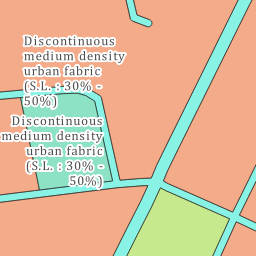 Discontinuous
medium density
urban fabric
(S.L. : 30% -
50%)
Discontinuous
medium density
urban fabric
(S.L. : 30% -
50%)